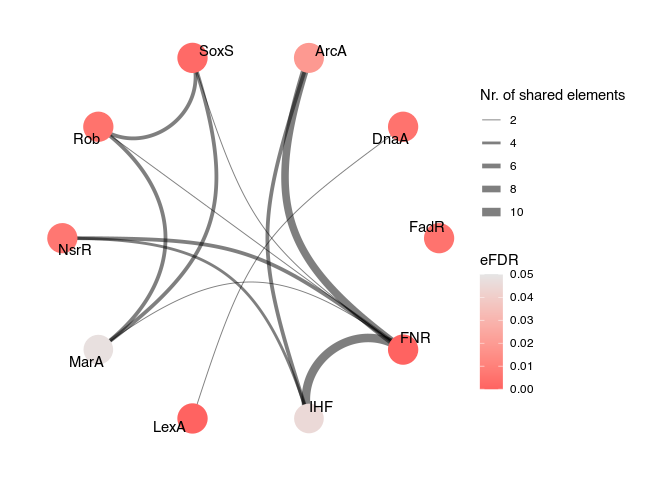 SoxS
ArcA
Rob
DnaA
NsrR
FadR
MarA
FNR
LexA
IHF
Nr. of shared elements
2
4
6
8
10
eFDR
0.05
0.04
0.03
0.02
0.01
0.00